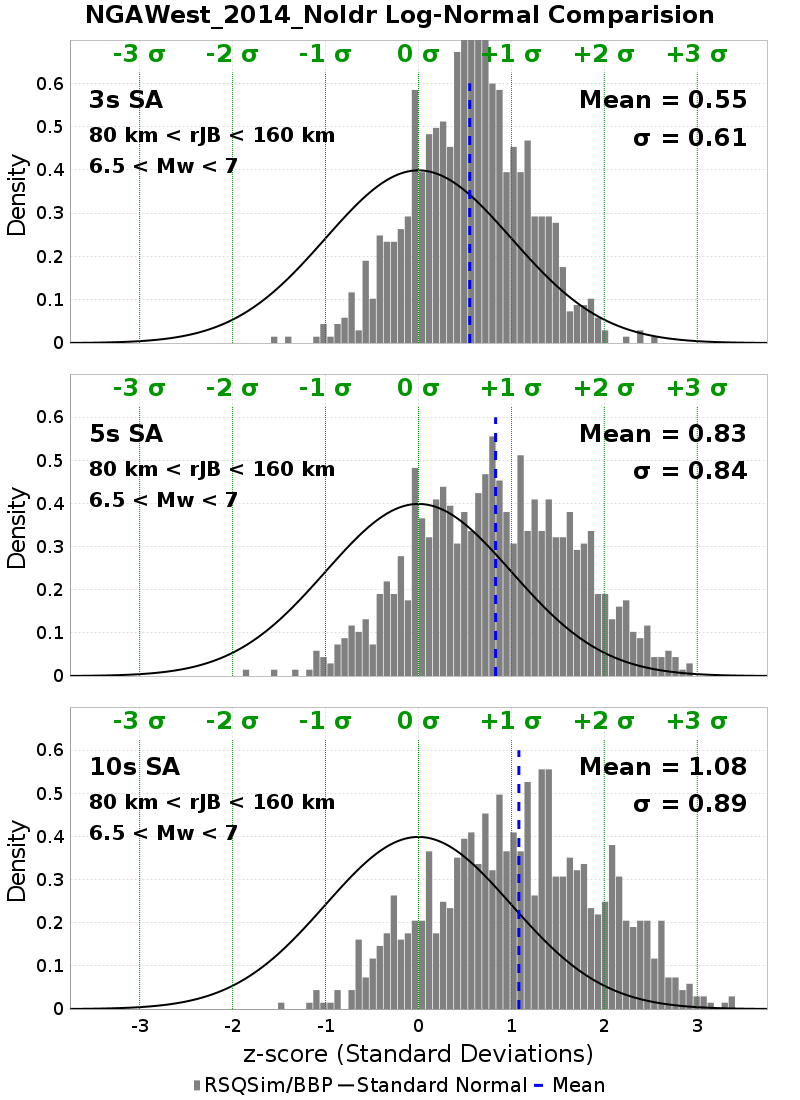 NGAWest_2014_NoIdr Log-Normal Comparision
-3 σ -2 σ -1 σ 0 σ +1 σ +2 σ +3 σ
0.6
3s SA
Mean = 0.55
0.5
80 km < rJB < 160 km
σ = 0.61
0.4
6.5 < Mw < 7
0.3
0.2
0.1
0
Density
-3 σ -2 σ -1 σ 0 σ +1 σ +2 σ +3 σ
0.6
5s SA
Mean = 0.83
0.5
80 km < rJB < 160 km
σ = 0.84
0.4
6.5 < Mw < 7
0.3
0.2
0.1
0
Density
-3 σ -2 σ -1 σ 0 σ +1 σ +2 σ +3 σ
0.6
10s SA
Mean = 1.08
0.5
80 km < rJB < 160 km
σ = 0.89
0.4
6.5 < Mw < 7
0.3
0.2
0.1
0
Density
-3 -2 -1 0 1 2 3
z-score (Standard Deviations)
RSQSim/BBP Standard Normal Mean